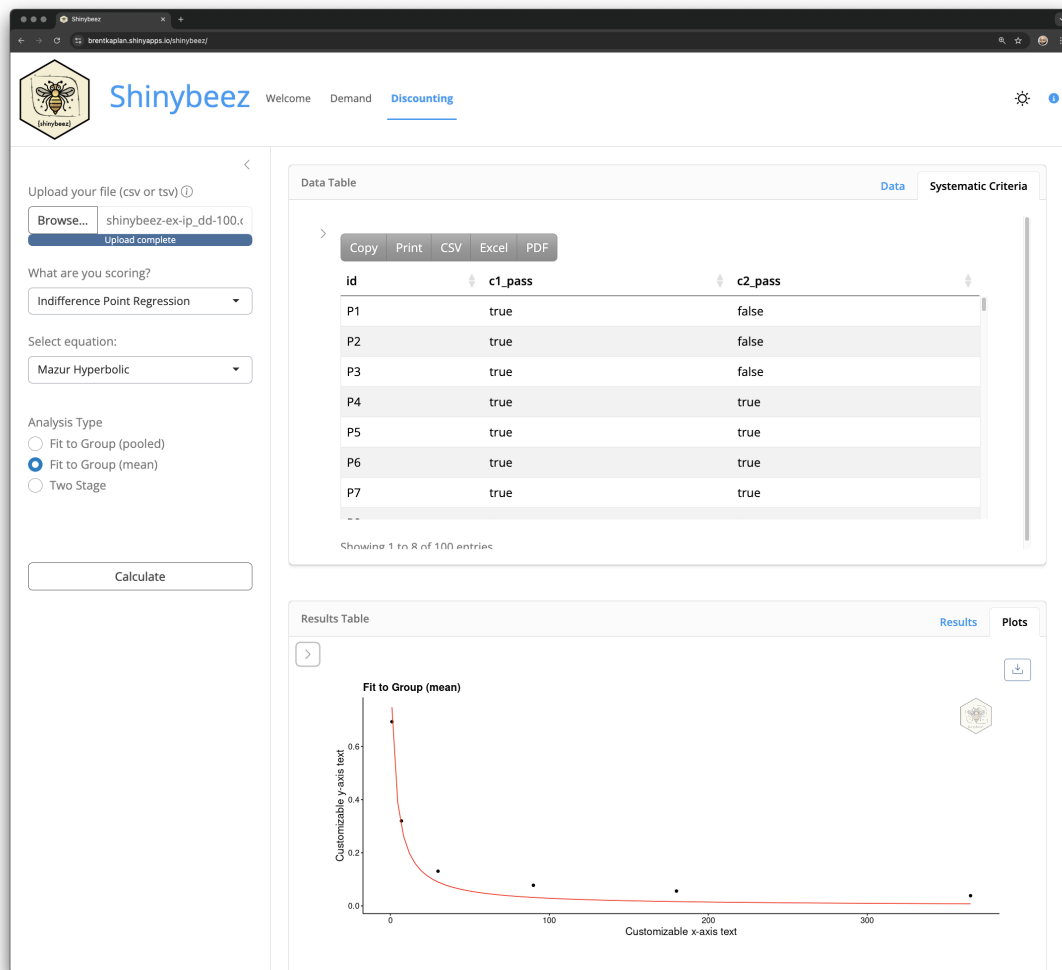 Shinybeez
brentkaplan.shinyapps.io/shinybeez/
{shinybeez}
Shinybeez Welcome Demand Discounting
Upload your file (csv or tsv)
Browse... shinybeez-ex-ip_dd-100.c
Upload complete
What are you scoring?
Indifference Point Regression
Select equation:
Mazur Hyperbolic
Analysis Type
Fit to Group (pooled)
Fit to Group (mean)
Two Stage
Calculate
Data Table Data Systematic Criteria
Copy Print CSV Excel PDF
id c1_pass c2_pass
P1 true false
P2 true false
P3 true false
P4 true true
P5 true true
P6 true true
P7 true true
Showing 1 to 8 of 100 entries
Results Table Results Plots
Fit to Group (mean)
Customizable y-axis text
0.6
0.4
0.2
0.0
0 100 200 300
Customizable x-axis text